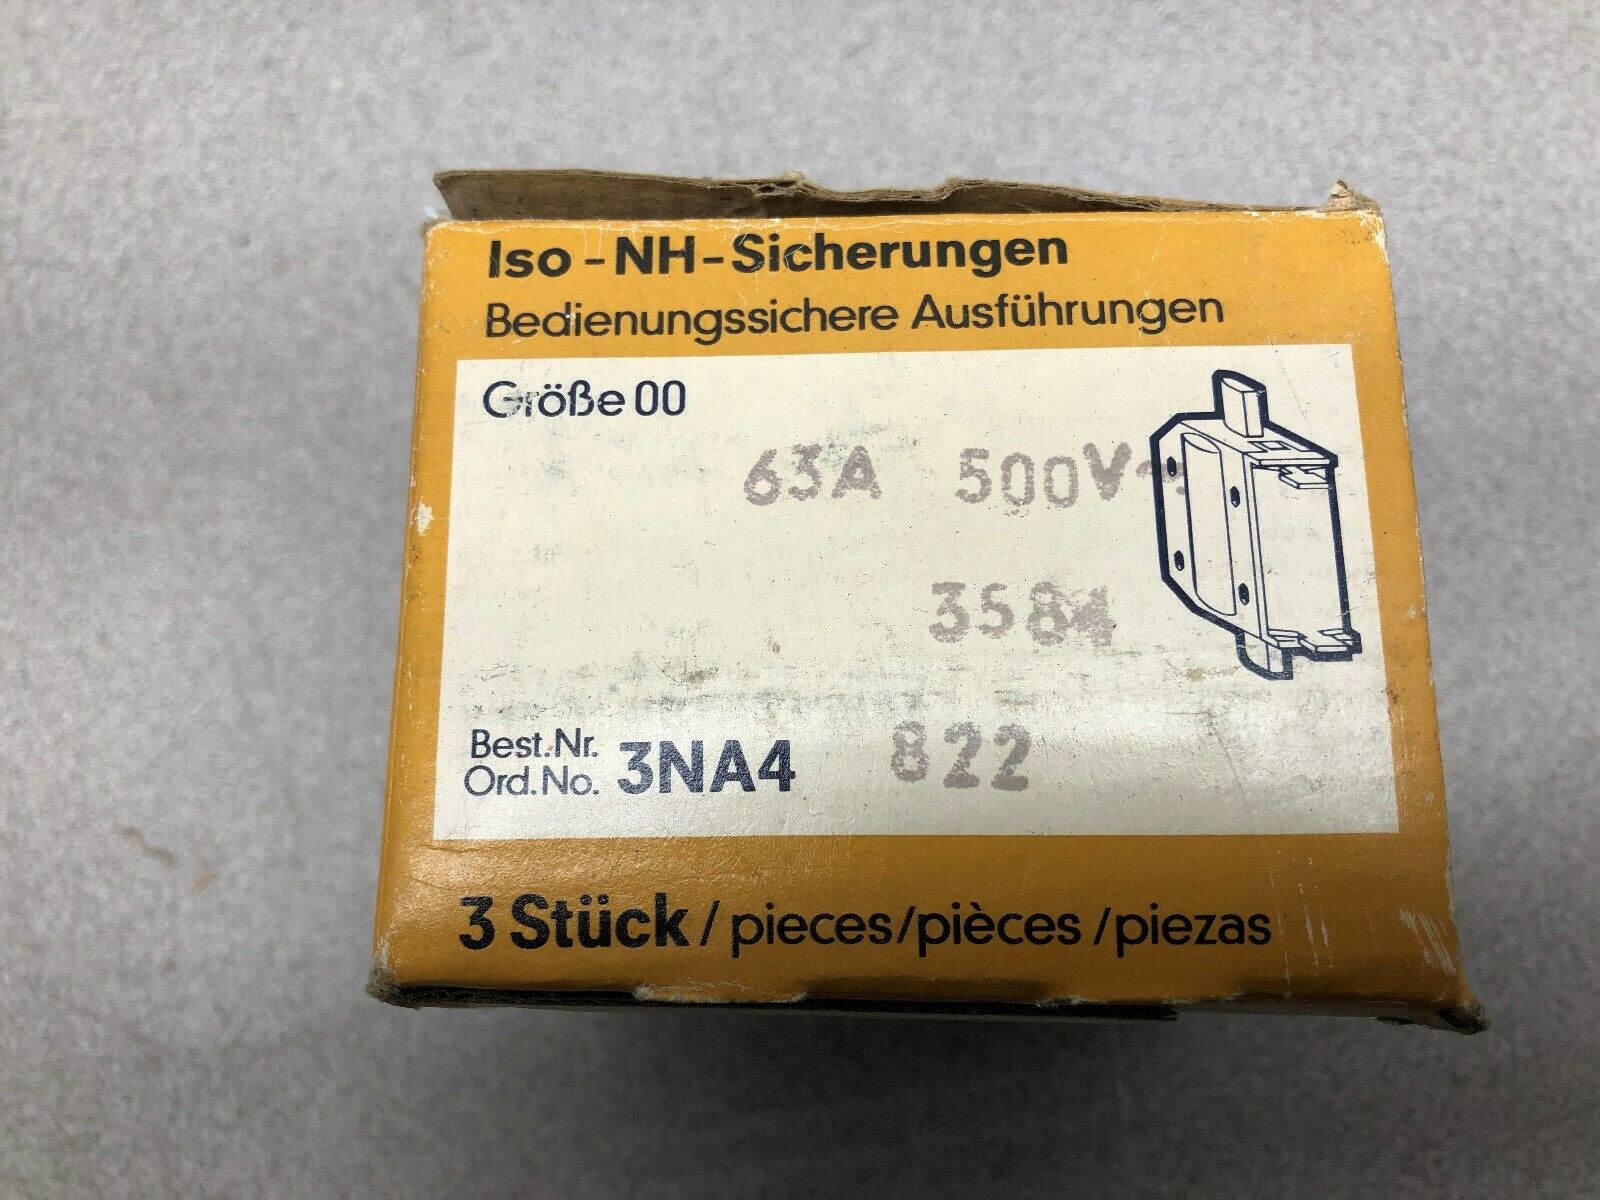 Iso-NH-Sicherungen
Bedienungssichere Ausführungen
Größe 00
63A 500V~
3584
Best.Nr.
Ord.No. 3NA4 822
3 Stück / pieces/pièces /piezas